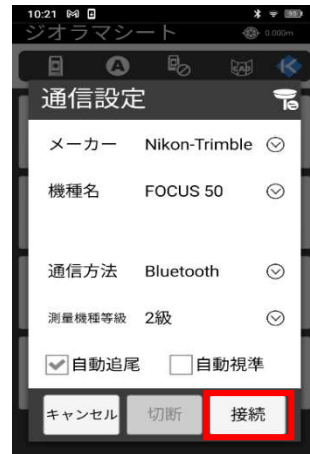 10:21
ジオラマシート 0.000m
A CAD
通信設定
メーカー Nikon-Trimble
機種名 FOCUS 50
通信方法 Bluetooth
測量機種等級 2級
自動追尾 自動視準
キャンセル 切断 接続